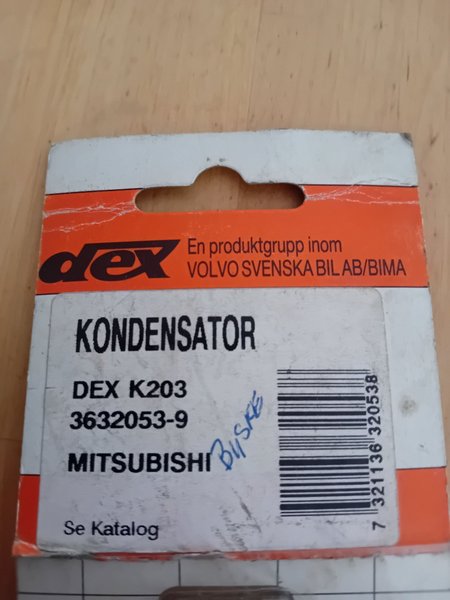 dex
En produktgrupp inom
VOLVO SVENSKA BIL AB/BIMA
KONDENSATOR
DEX K203
3632053-9
MITSUBISHI
Se Katalog
7 321136 320538